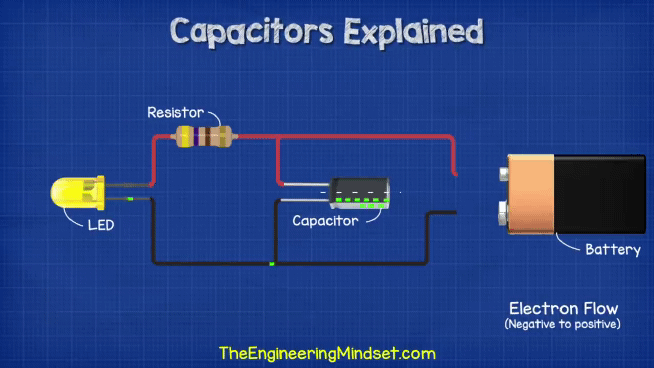 Capacitors Explained
Resistor
LED
Capacitor
Battery
Electron Flow
(Negative to positive)
TheEngineeringMindset.com